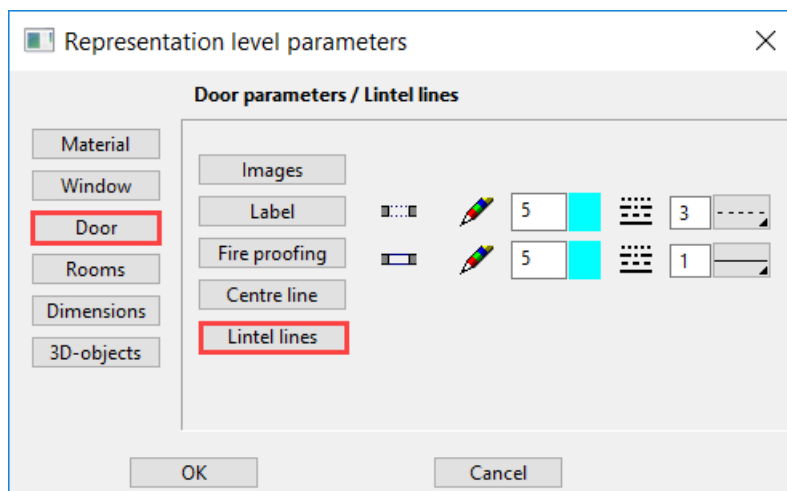 Representation level parameters
Door parameters / Lintel lines
Material
Window
Door
Rooms
Dimensions
3D-objects
Images
Label
Fire proofing
Centre line
Lintel lines
5
3
5
1
OK
Cancel